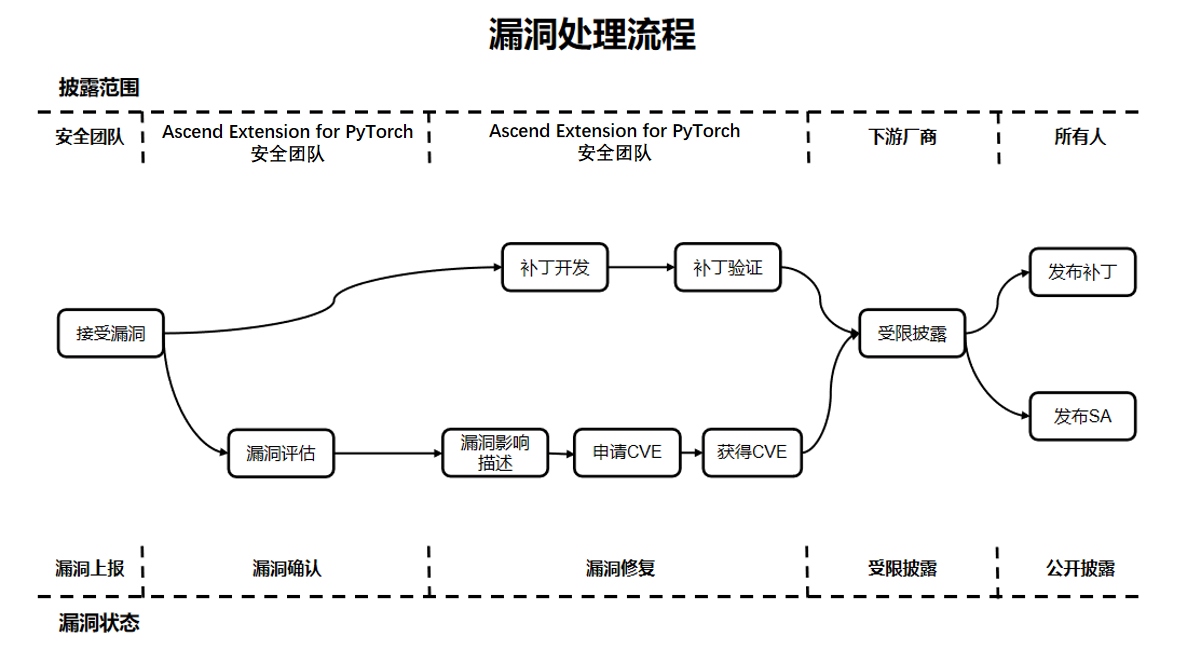 漏洞处理流程
披露范围
安全团队
Ascend Extension for PyTorch
安全团队
Ascend Extension for PyTorch
安全团队
下游厂商
所有人
补丁开发
补丁验证
发布补丁
接受漏洞
受限披露
发布SA
漏洞评估
漏洞影响
描述
申请CVE
获得CVE
漏洞上报
漏洞确认
漏洞修复
受限披露
公开披露
漏洞状态